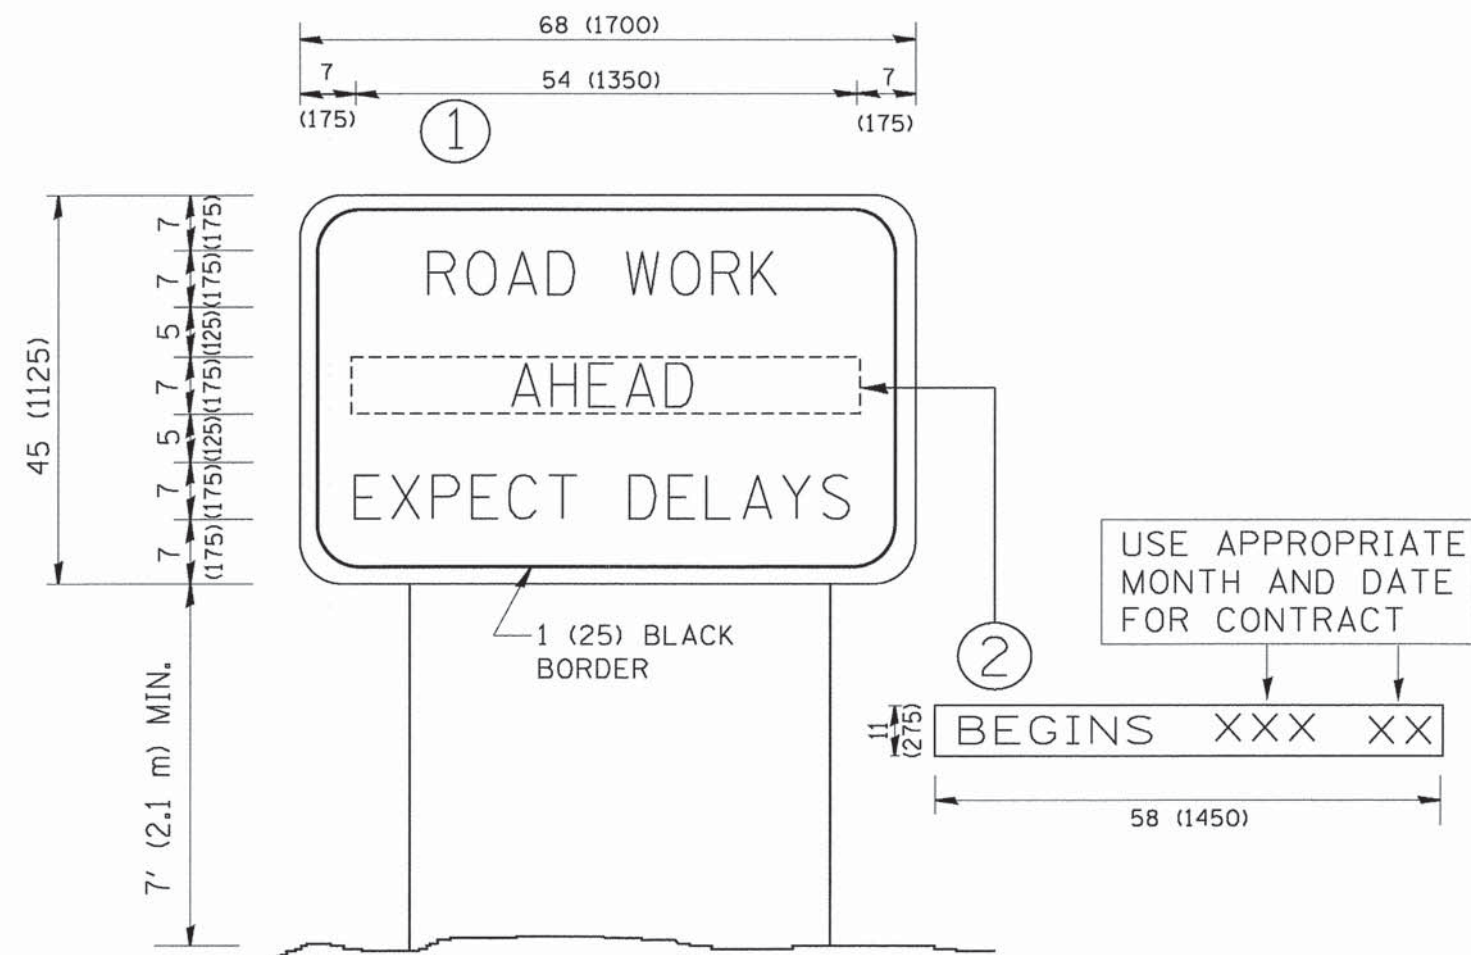 68 (1700)
7 54 (1350) 7
(175) (175)
1
45 (1125)
7 (175)
7 (175)
5 (125)
7 (175)
5 (125)
7 (175)
7 (175)
ROAD WORK
AHEAD
EXPECT DELAYS
7' (2.1 m) MIN.
1 (25) BLACK
BORDER
2
USE APPROPRIATE
MONTH AND DATE
FOR CONTRACT
11
(275)
BEGINS XXX XX
58 (1450)